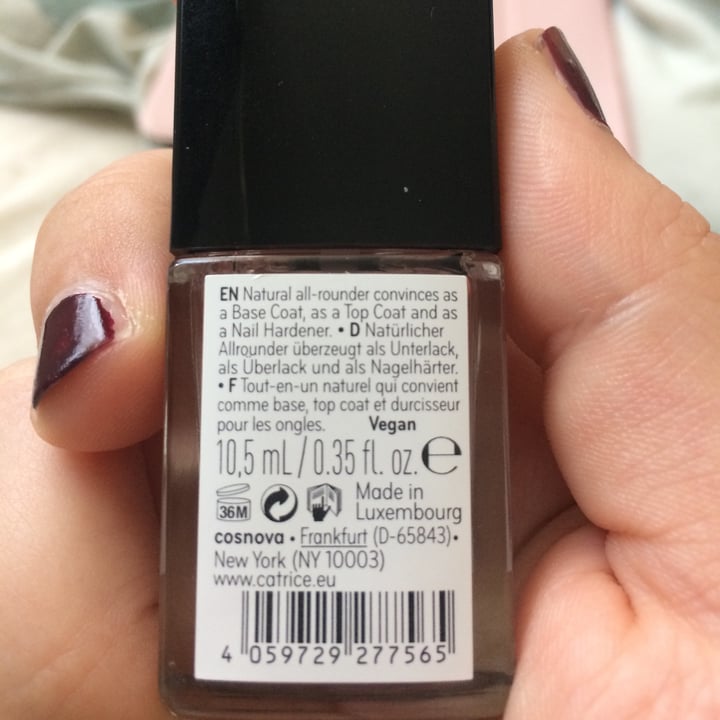 EN Natural all-rounder convinces as
a Base Coat, as a Top Coat and as
a Nail Hardener. • D Natürlicher
Allrounder überzeugt als Unterlack,
als Überlack und als Nagelhärter.
• F Tout-en-un naturel qui convient
comme base, top coat et durcisseur
pour les ongles. Vegan
10,5 mL / 0.35 fl. oz. ℮
36M
Made in
Luxembourg
cosnova • Frankfurt (D-65843) •
New York (NY 10003)
www.catrice.eu
4 059729 277565